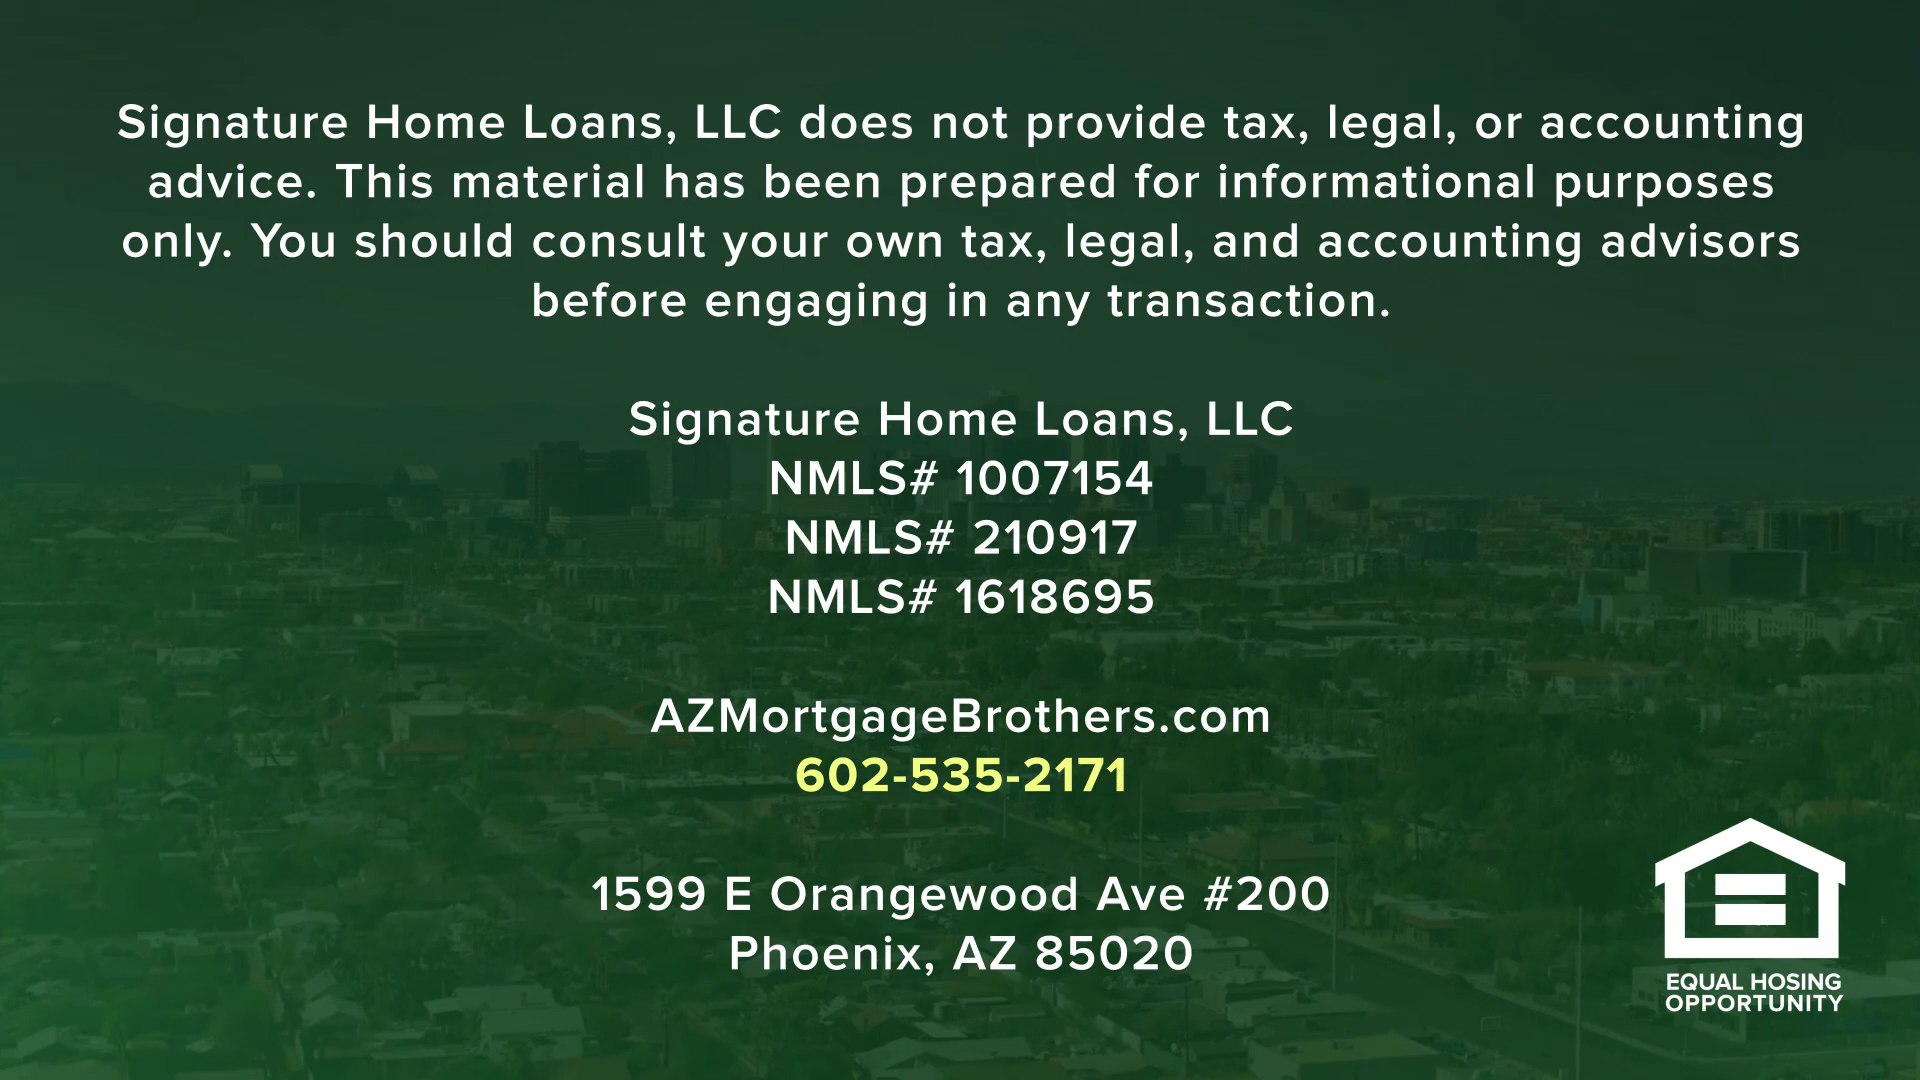 Signature Home Loans, LLC does not provide tax, legal, or accounting
advice. This material has been prepared for informational purposes
only. You should consult your own tax, legal, and accounting advisors
before engaging in any transaction.
Signature Home Loans, LLC
NMLS# 1007154
NMLS# 210917
NMLS# 1618695
AZMortgageBrothers.com
602-535-2171
1599 E Orangewood Ave #200
Phoenix, AZ 85020
EQUAL HOSING
OPPORTUNITY